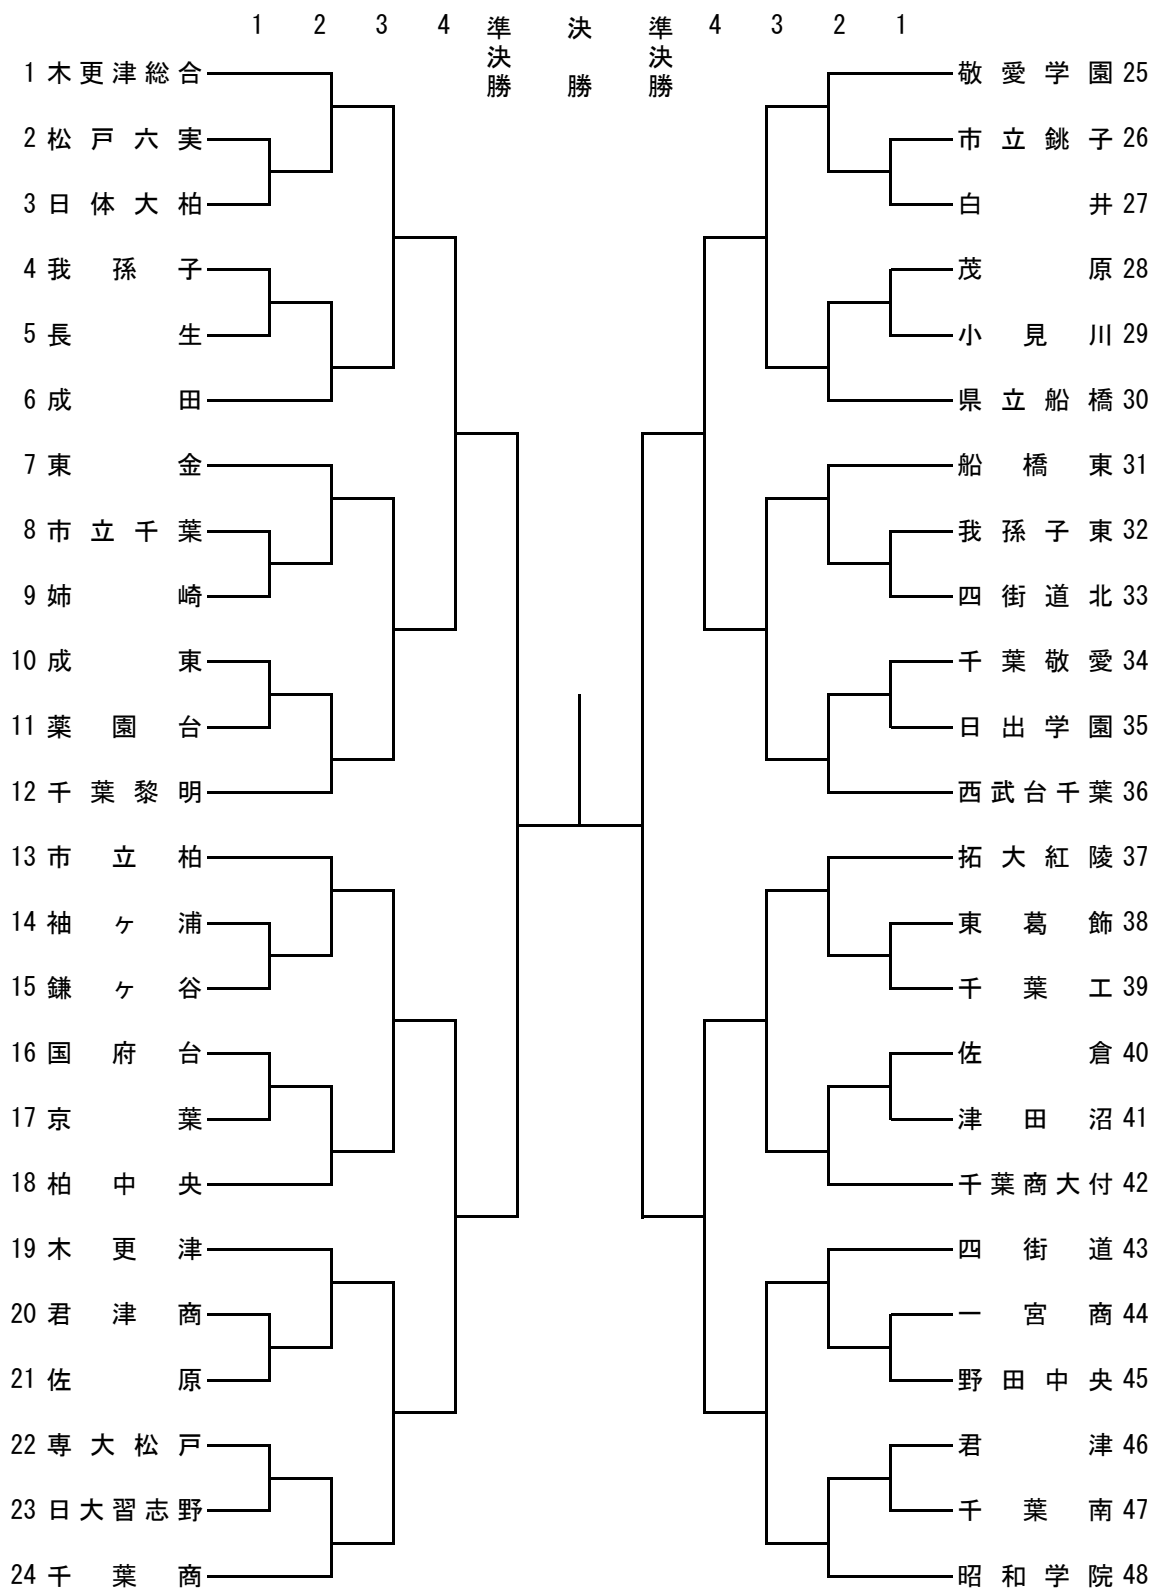 1 2 3 4 準決勝 決勝 準決勝 4 3 2 1
1 木更津総合
2 松戸六実
3 日体大柏
4 我孫子
5 長生
6 成田
7 東金
8 市立千葉
9 姉崎
10 成東
11 薬園台
12 千葉黎明
13 市立柏
14 袖ヶ浦
15 鎌ヶ谷
16 国府台
17 京葉
18 柏中央
19 木更津
20 君津商
21 佐原
22 専大松戸
23 日大習志野
24 千葉商
敬愛学園 25
市立銚子 26
白井 27
茂原 28
小見川 29
県立船橋 30
船橋東 31
我孫子東 32
四街道北 33
千葉敬愛 34
日出学園 35
西武台千葉 36
拓大紅陵 37
東葛飾 38
千葉工 39
佐倉 40
津田沼 41
千葉商大付 42
四街道 43
一宮商 44
野田中央 45
君津 46
千葉南 47
昭和学院 48